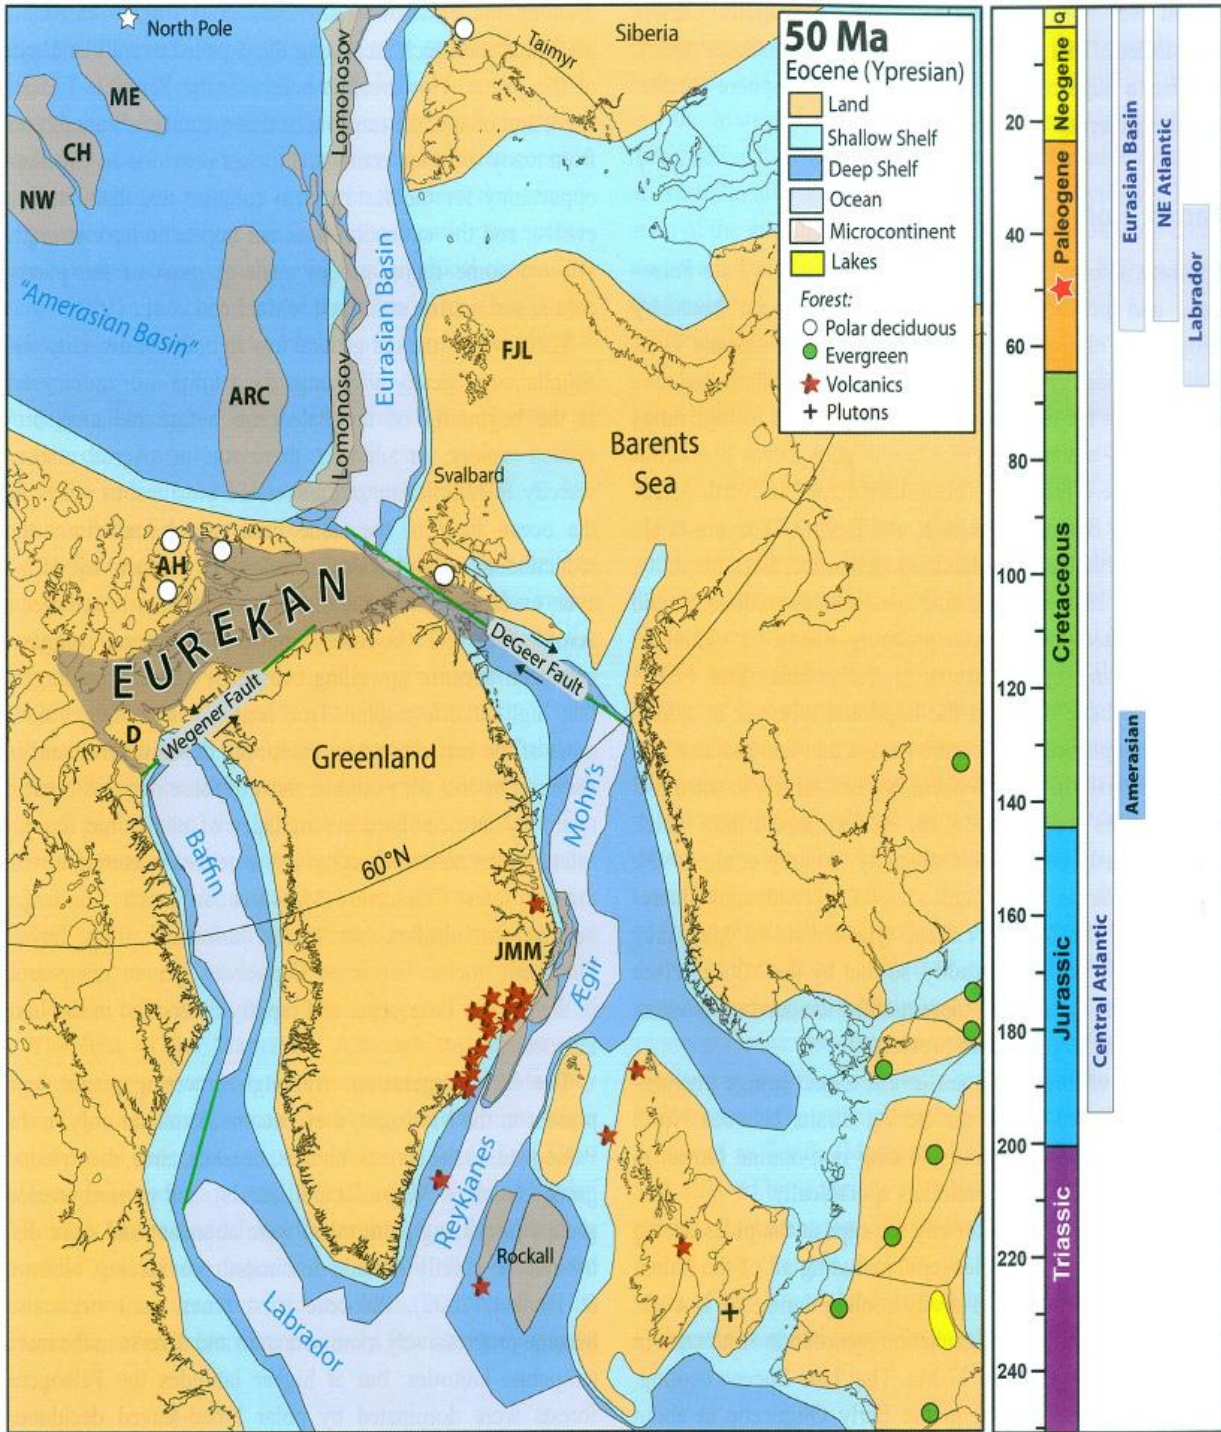 North Pole
ME
CH
NW
"Amerasian Basin"
ARC
Lomonosov
Lomonosov
Eurasian Basin
Taimyr
Siberia
FJL
Barents
Sea
Svalbard
50 Ma
Eocene (Ypresian)
Land
Shallow Shelf
Deep Shelf
Ocean
Microcontinent
Lakes
Forest:
Polar deciduous
Evergreen
Volcanics
Plutons
AH
EUREKAN
DeGeer Fault
Wegener Fault
D
Greenland
Baffin
60°N
Mohn's
JMM
Ægir
Reykjanes
Rockall
Labrador
20
40
60
80
100
120
140
160
180
200
220
240
Q
Neogene
Paleogene
Cretaceous
Jurassic
Triassic
Eurasian Basin
NE Atlantic
Labrador
Amerasian
Central Atlantic